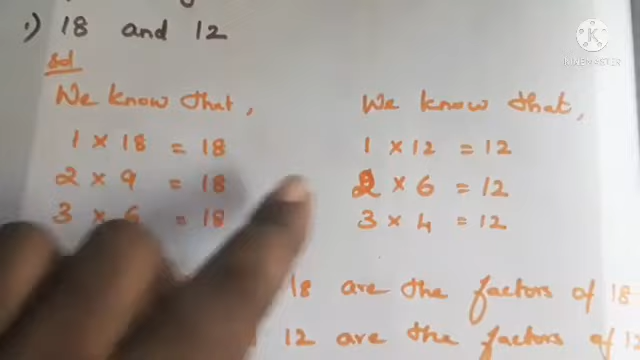 1) 18 and 12
Sol
We know that,
1 × 18 = 18
2 × 9 = 18
3 × 6 = 18
We know that,
1 × 12 = 12
2 × 6 = 12
3 × 4 = 12
18 are the factors of 18
12 are the factors of 12
KINEMASTER